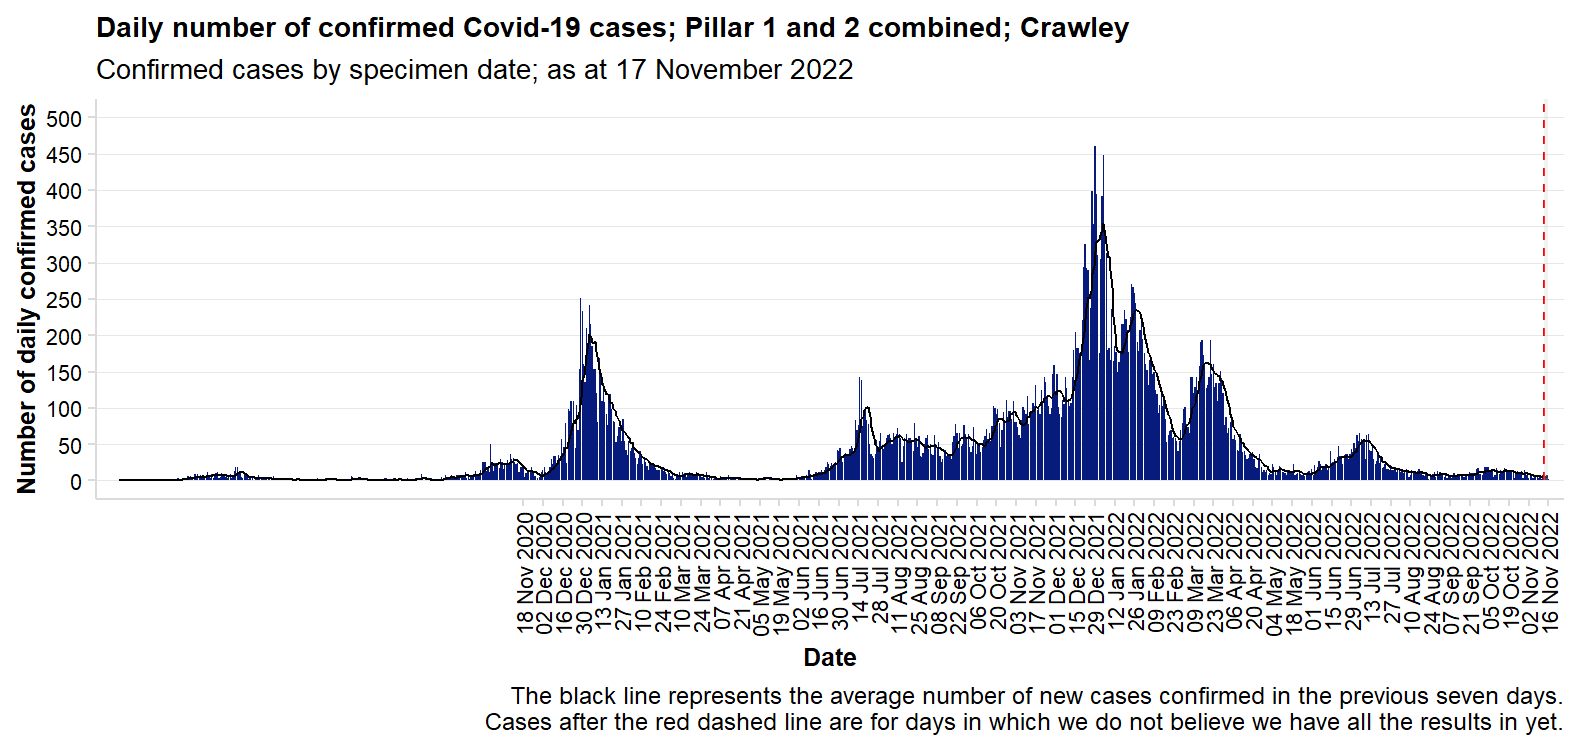 Daily number of confirmed Covid-19 cases; Pillar 1 and 2 combined; Crawley
Confirmed cases by specimen date; as at 17 November 2022
Number of daily confirmed cases
500
450
400
350
300
250
200
150
100
50
0
18 Nov 2020
02 Dec 2020
16 Dec 2020
30 Dec 2020
13 Jan 2021
27 Jan 2021
10 Feb 2021
24 Feb 2021
10 Mar 2021
24 Mar 2021
07 Apr 2021
21 Apr 2021
05 May 2021
19 May 2021
02 Jun 2021
16 Jun 2021
30 Jun 2021
14 Jul 2021
28 Jul 2021
11 Aug 2021
25 Aug 2021
08 Sep 2021
22 Sep 2021
06 Oct 2021
20 Oct 2021
03 Nov 2021
17 Nov 2021
01 Dec 2021
15 Dec 2021
29 Dec 2021
12 Jan 2022
26 Jan 2022
09 Feb 2022
23 Feb 2022
09 Mar 2022
23 Mar 2022
06 Apr 2022
20 Apr 2022
04 May 2022
18 May 2022
01 Jun 2022
15 Jun 2022
29 Jun 2022
13 Jul 2022
27 Jul 2022
10 Aug 2022
24 Aug 2022
07 Sep 2022
21 Sep 2022
05 Oct 2022
19 Oct 2022
02 Nov 2022
16 Nov 2022
Date
The black line represents the average number of new cases confirmed in the previous seven days.
Cases after the red dashed line are for days in which we do not believe we have all the results in yet.